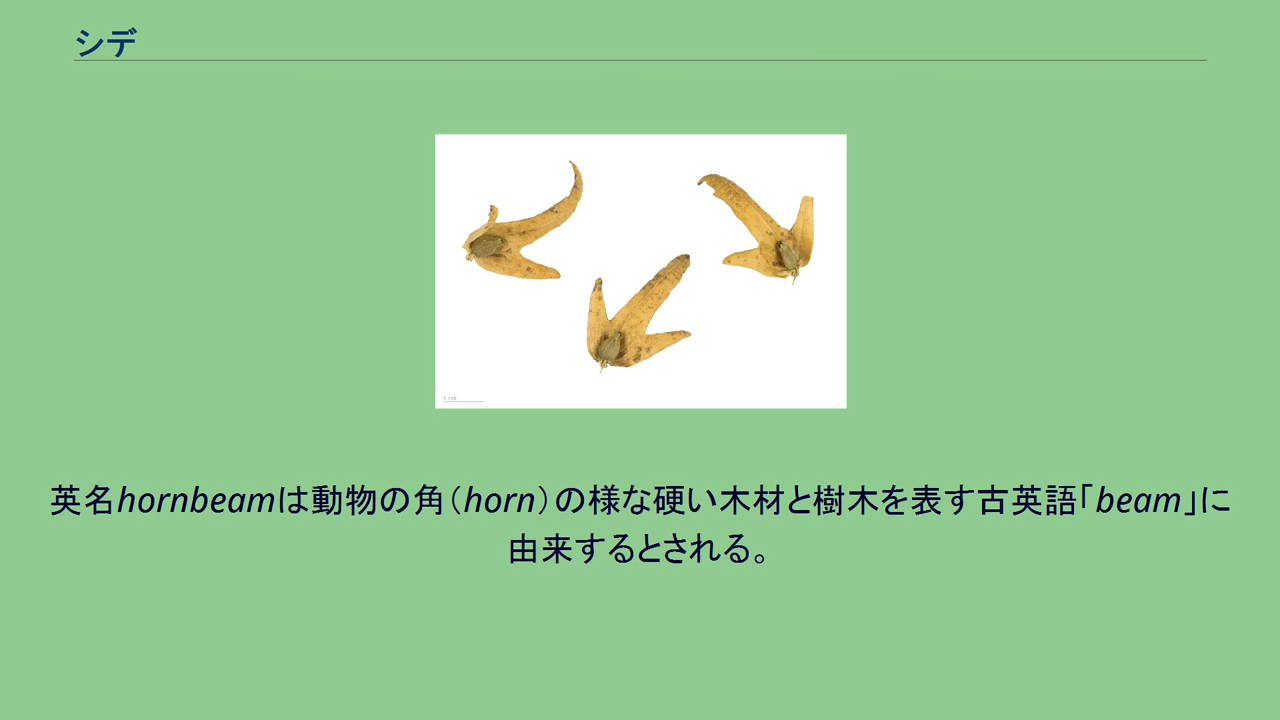 シデ
1 cm
英名hornbeamは動物の角（horn）の様な硬い木材と樹木を表す古英語「beam」に
由来するとされる。